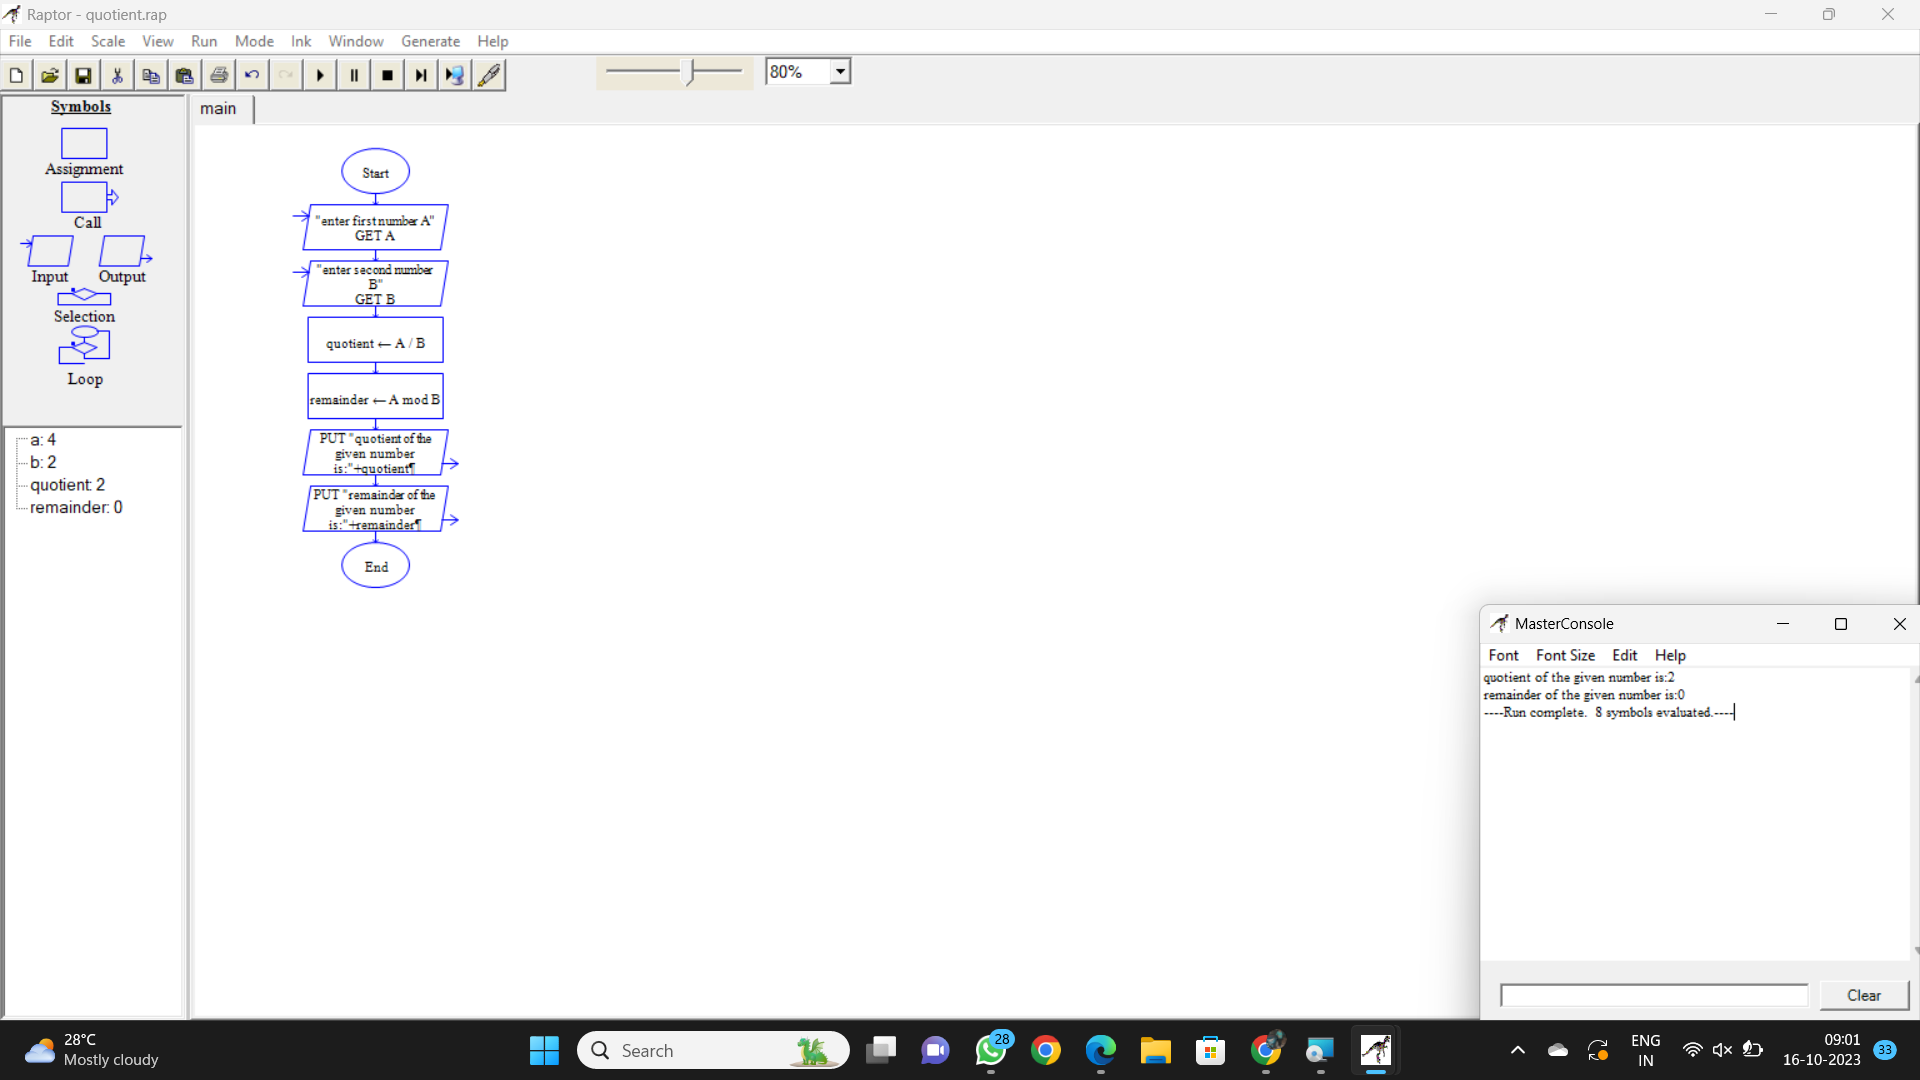 Raptor - quotient.rap
File Edit Scale View Run Mode Ink Window Generate Help
80%
Symbols
Assignment
Call
Input Output
Selection
Loop
a: 4
b: 2
quotient: 2
remainder: 0
main
Start
"enter first number A"
GET A
"enter second number
B"
GET B
quotient ← A / B
remainder ← A mod B
PUT "quotient of the
given number
is:"+quotient¶
PUT "remainder of the
given number
is:"+remainder¶
End
MasterConsole
Font Font Size Edit Help
quotient of the given number is:2
remainder of the given number is:0
----Run complete.  8 symbols evaluated.----
Clear
28°C
Mostly cloudy
Search
28
ENG
IN
09:01
16-10-2023
33